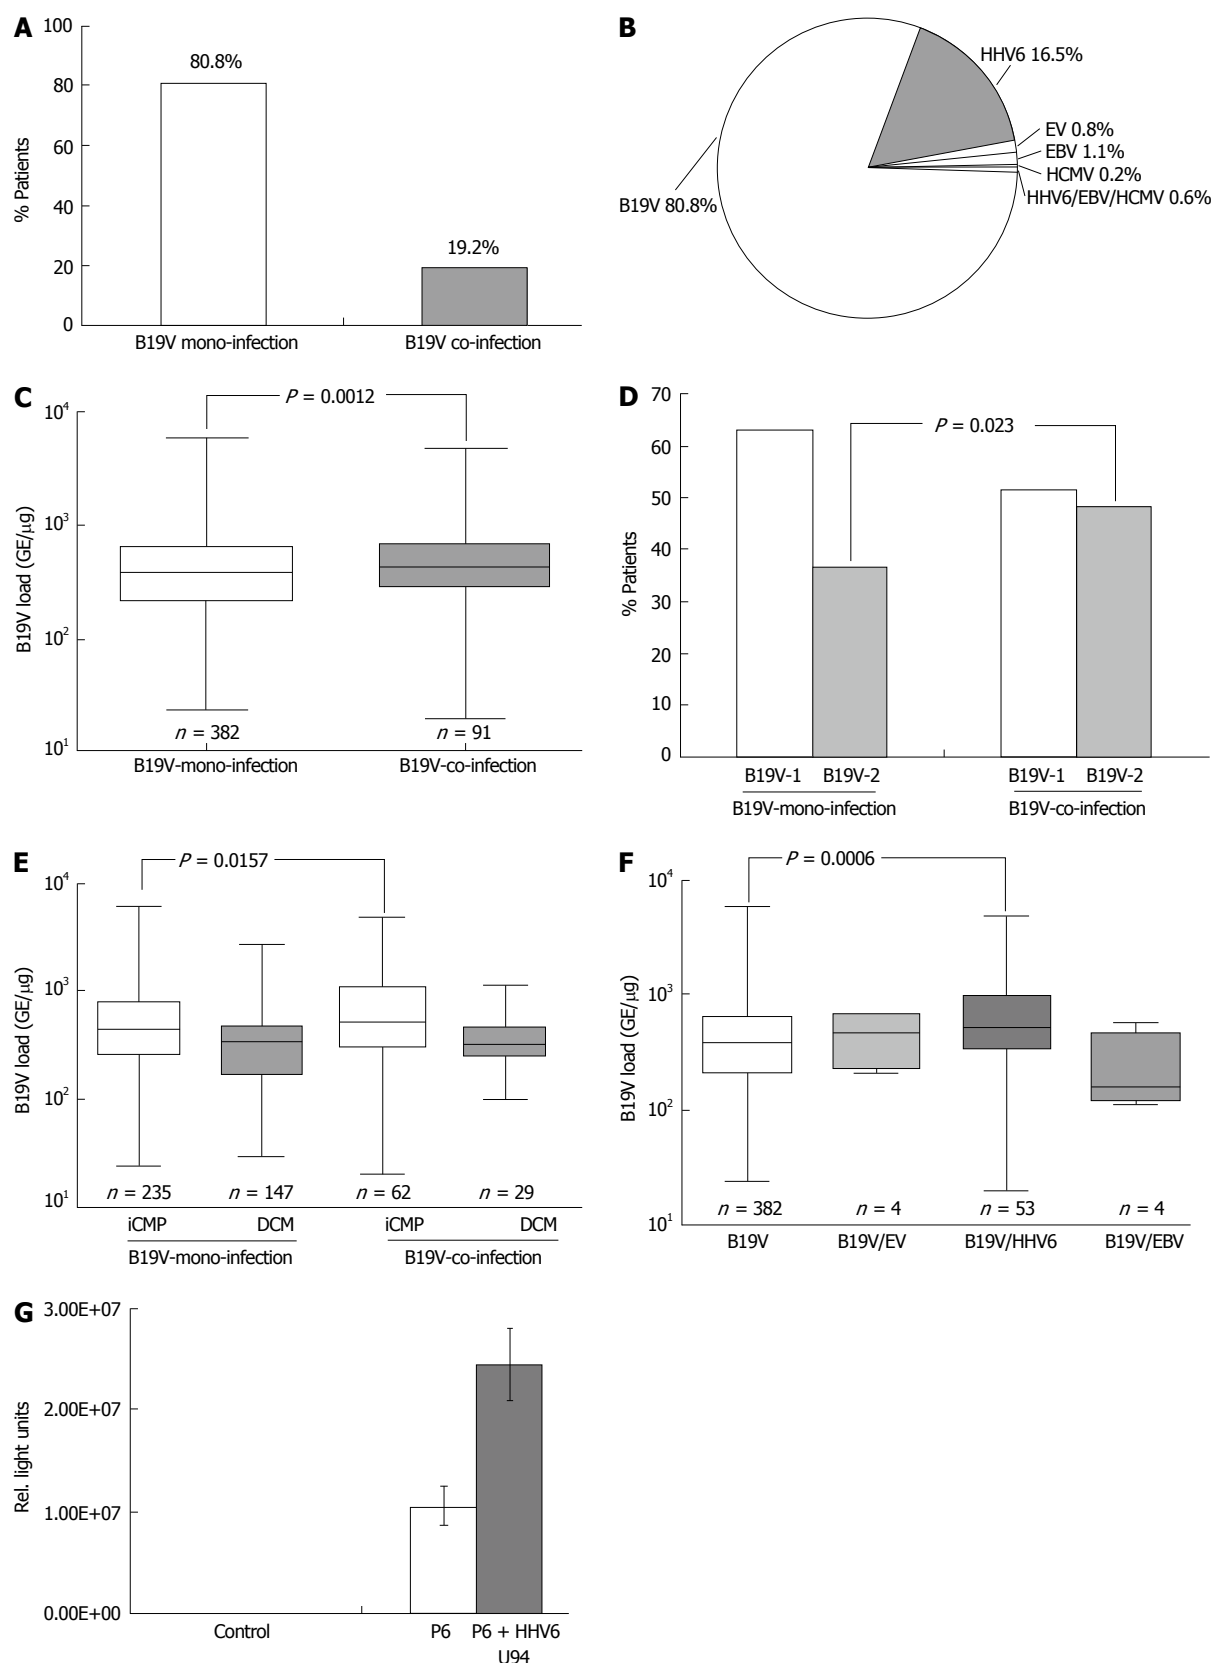 A
100
80
60
40
20
0
% Patients
80.8%
19.2%
B19V mono-infection
B19V co-infection
B
HHV6 16.5%
EV 0.8%
EBV 1.1%
HCMV 0.2%
HHV6/EBV/HCMV 0.6%
B19V 80.8%
C
10⁴
10³
10²
10¹
B19V load (GE/μg)
P = 0.0012
n = 382
n = 91
B19V-mono-infection
B19V-co-infection
D
70
60
50
40
30
20
10
0
% Patients
P = 0.023
B19V-1 B19V-2
B19V-1 B19V-2
B19V-mono-infection
B19V-co-infection
E
10⁴
10³
10²
10¹
B19V load (GE/μg)
P = 0.0157
n = 235
n = 147
n = 62
n = 29
iCMP
DCM
iCMP
DCM
B19V-mono-infection
B19V-co-infection
F
10⁴
10³
10²
10¹
B19V load (GE/μg)
P = 0.0006
n = 382
n = 4
n = 53
n = 4
B19V
B19V/EV
B19V/HHV6
B19V/EBV
G
3.00E+07
2.00E+07
1.00E+07
0.00E+00
Rel. light units
Control
P6
P6 + HHV6
U94